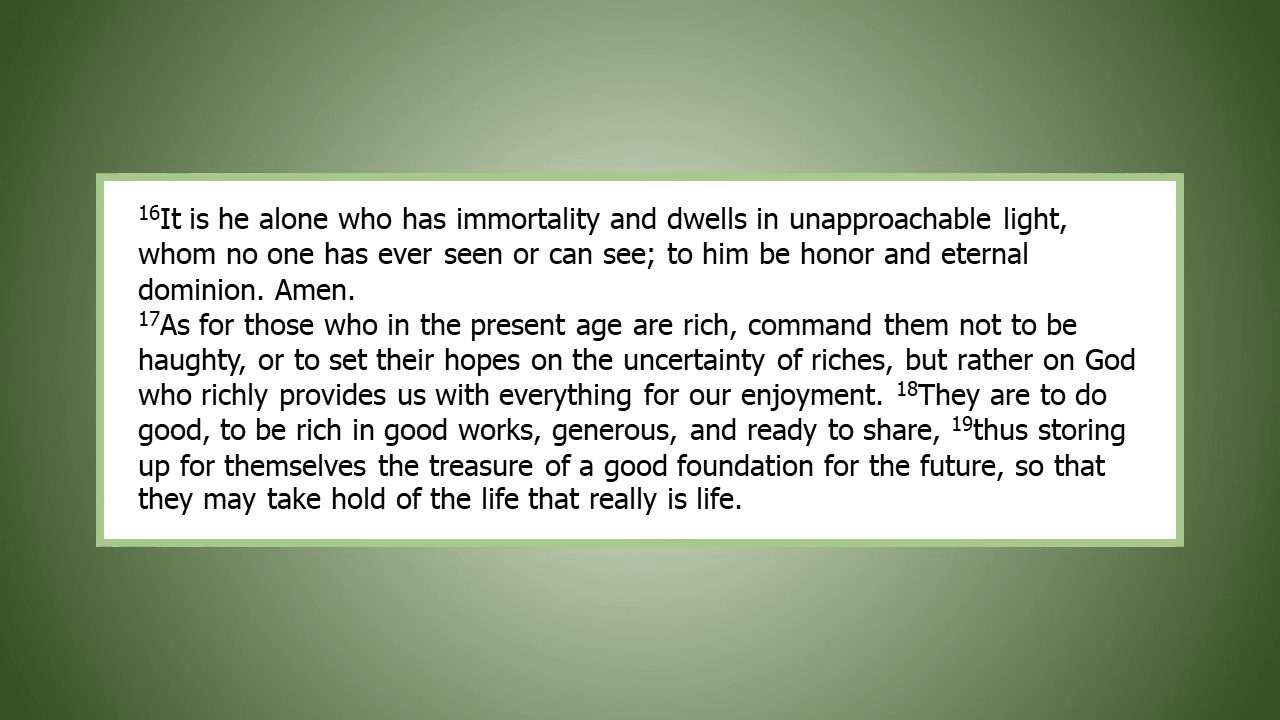 16It is he alone who has immortality and dwells in unapproachable light,
whom no one has ever seen or can see; to him be honor and eternal
dominion. Amen.
17As for those who in the present age are rich, command them not to be
haughty, or to set their hopes on the uncertainty of riches, but rather on God
who richly provides us with everything for our enjoyment. 18They are to do
good, to be rich in good works, generous, and ready to share, 19thus storing
up for themselves the treasure of a good foundation for the future, so that
they may take hold of the life that really is life.